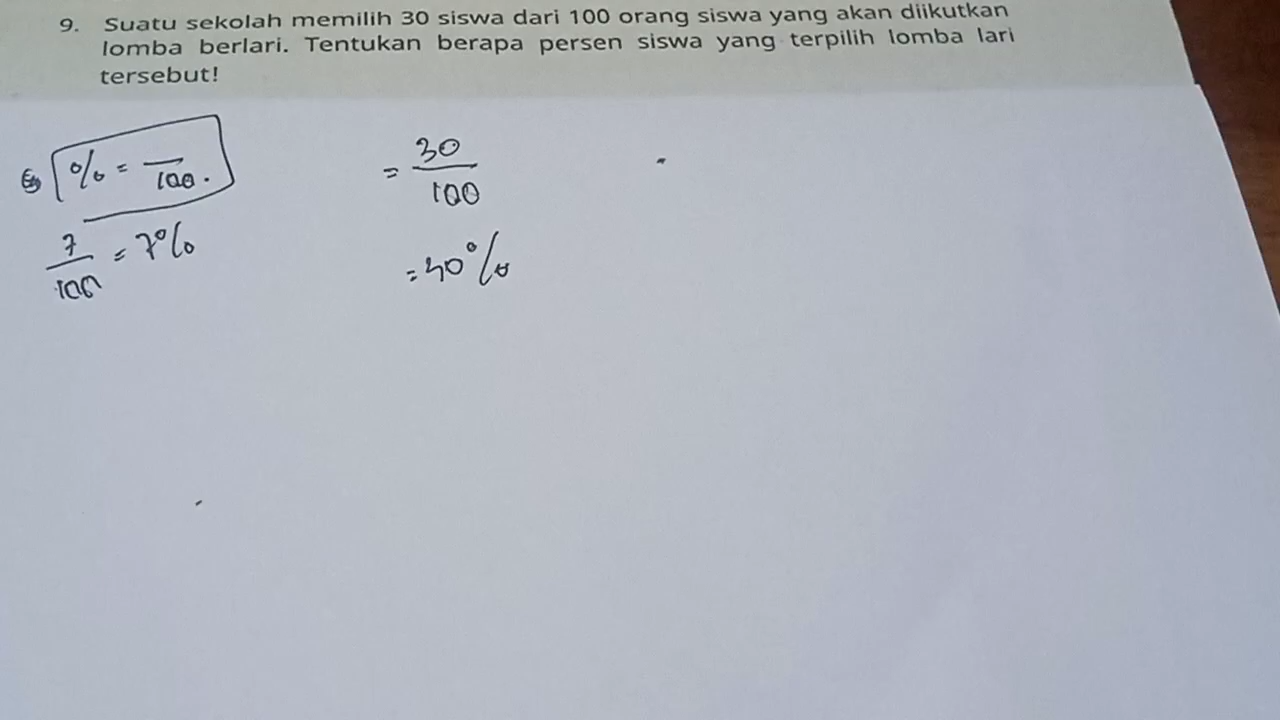 9. Suatu sekolah memilih 30 siswa dari 100 orang siswa yang akan diikutkan
lomba berlari. Tentukan berapa persen siswa yang terpilih lomba lari
tersebut!
% = — 100.
7/100 = 7%
= 30/100
= 30%